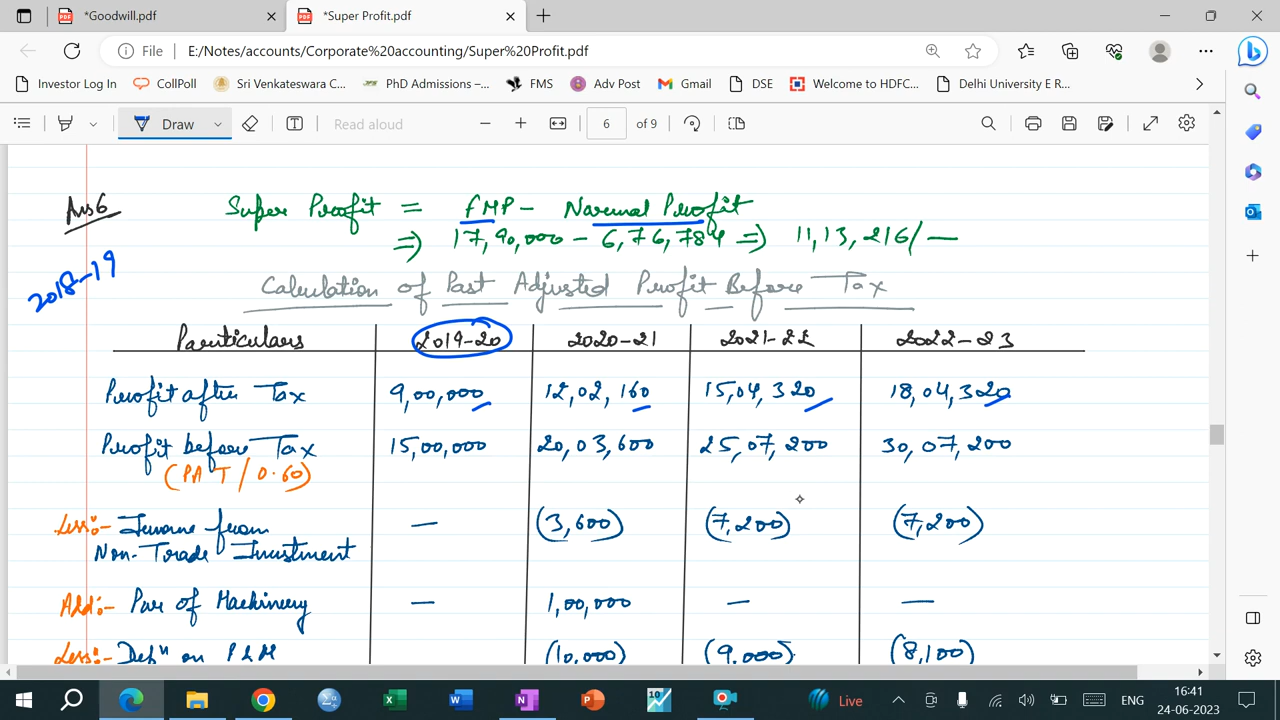 *Goodwill.pdf
*Super Profit.pdf
File E:/Notes/accounts/Corporate%20accounting/Super%20Profit.pdf
Investor Log In CollPoll Sri Venkateswara C... PhD Admissions –... FMS Adv Post Gmail DSE Welcome to HDFC... Delhi University E R...
Draw Read aloud 6 of 9
Ans 6 Super Profit = FMP - Normal Profit
=> 17,90,000 - 6,76,784 => 11,13,216/—
2018-19
Calculation of Past Adjusted Profit Before Tax
Particulars 2019-20 2020-21 2021-22 2022-23
Profit after Tax 9,00,000 12,02,160 15,04,320 18,04,320
Profit before Tax 15,00,000 20,03,600 25,07,200 30,07,200
(PAT / 0.60)
Less:- Income from — (3,600) (7,200) (7,200)
Non-Trade Investment
Add:- Pur of Machinery — 1,00,000 — —
Less:- Depn on P&M (10,000) (9,000) (8,100)
Live ENG 16:41
24-06-2023